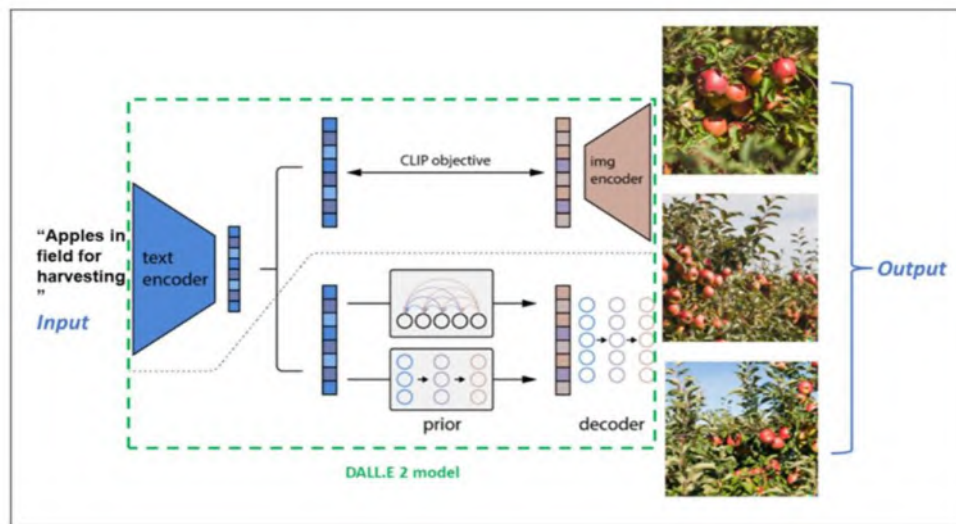 CLIP objective
img
encoder
“Apples in
field for
harvesting
”
Input
text
encoder
prior
decoder
DALL.E 2 model
Output